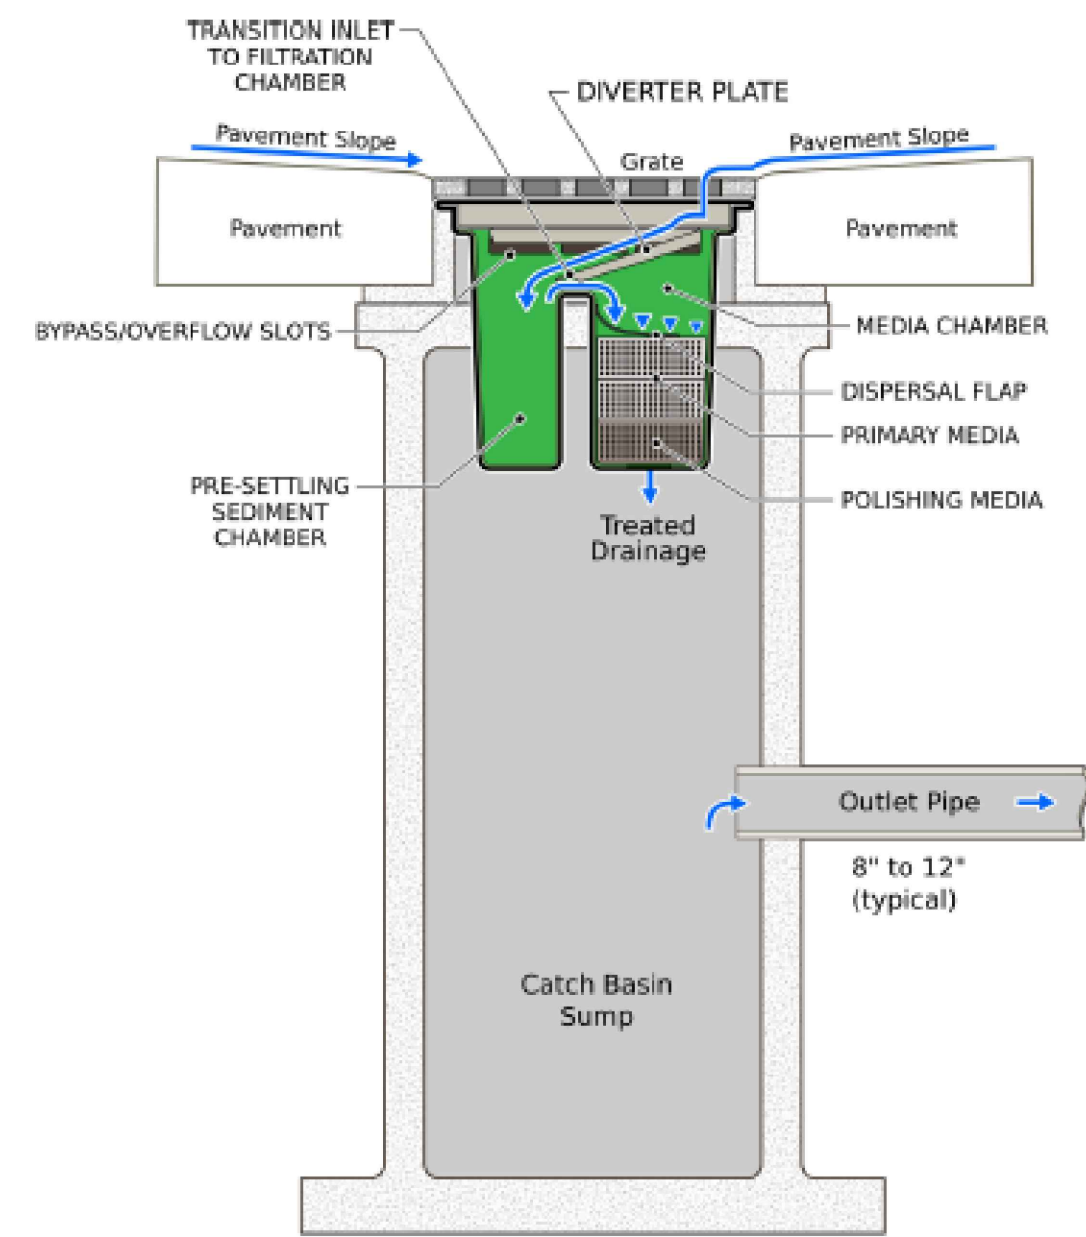 TRANSITION INLET
TO FILTRATION
CHAMBER
DIVERTER PLATE
Pavement Slope
Pavement Slope
Grate
Pavement
Pavement
BYPASS/OVERFLOW SLOTS
MEDIA CHAMBER
DISPERSAL FLAP
PRIMARY MEDIA
PRE-SETTLING
SEDIMENT
CHAMBER
POLISHING MEDIA
Treated
Drainage
Outlet Pipe
8" to 12"
(typical)
Catch Basin
Sump